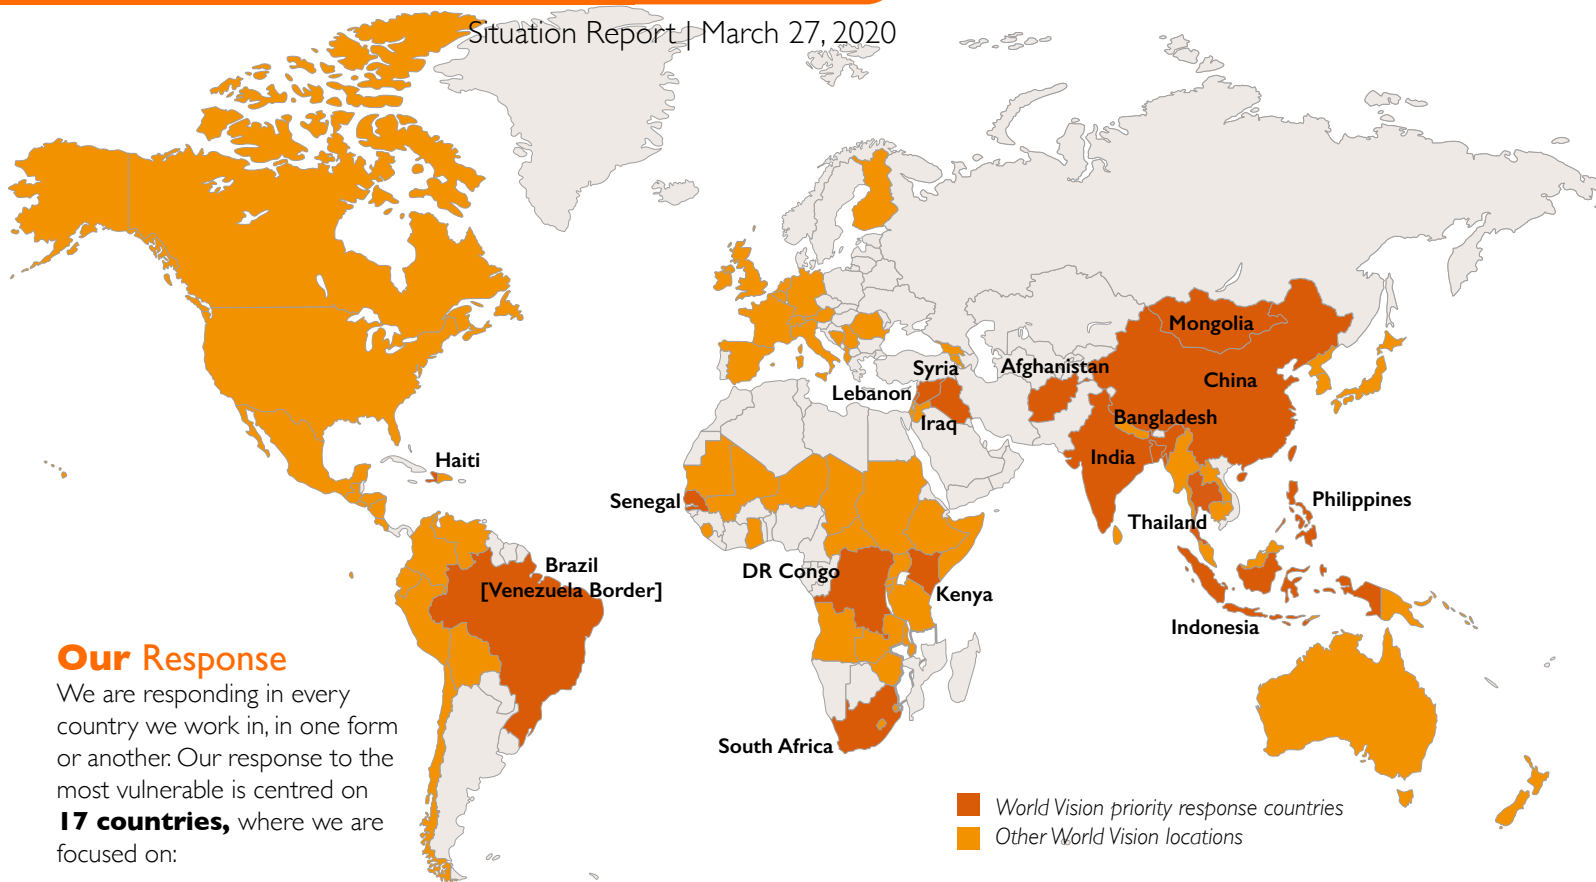 Situation Report | March 27, 2020
Mongolia
Syria
Afghanistan
China
Lebanon
Bangladesh
Iraq
India
Haiti
Senegal
Philippines
Thailand
Brazil
[Venezuela Border]
DR Congo
Kenya
Indonesia
South Africa
Our Response
We are responding in every
country we work in, in one form
or another. Our response to the
most vulnerable is centred on
17 countries, where we are
focused on:
World Vision priority response countries
Other World Vision locations